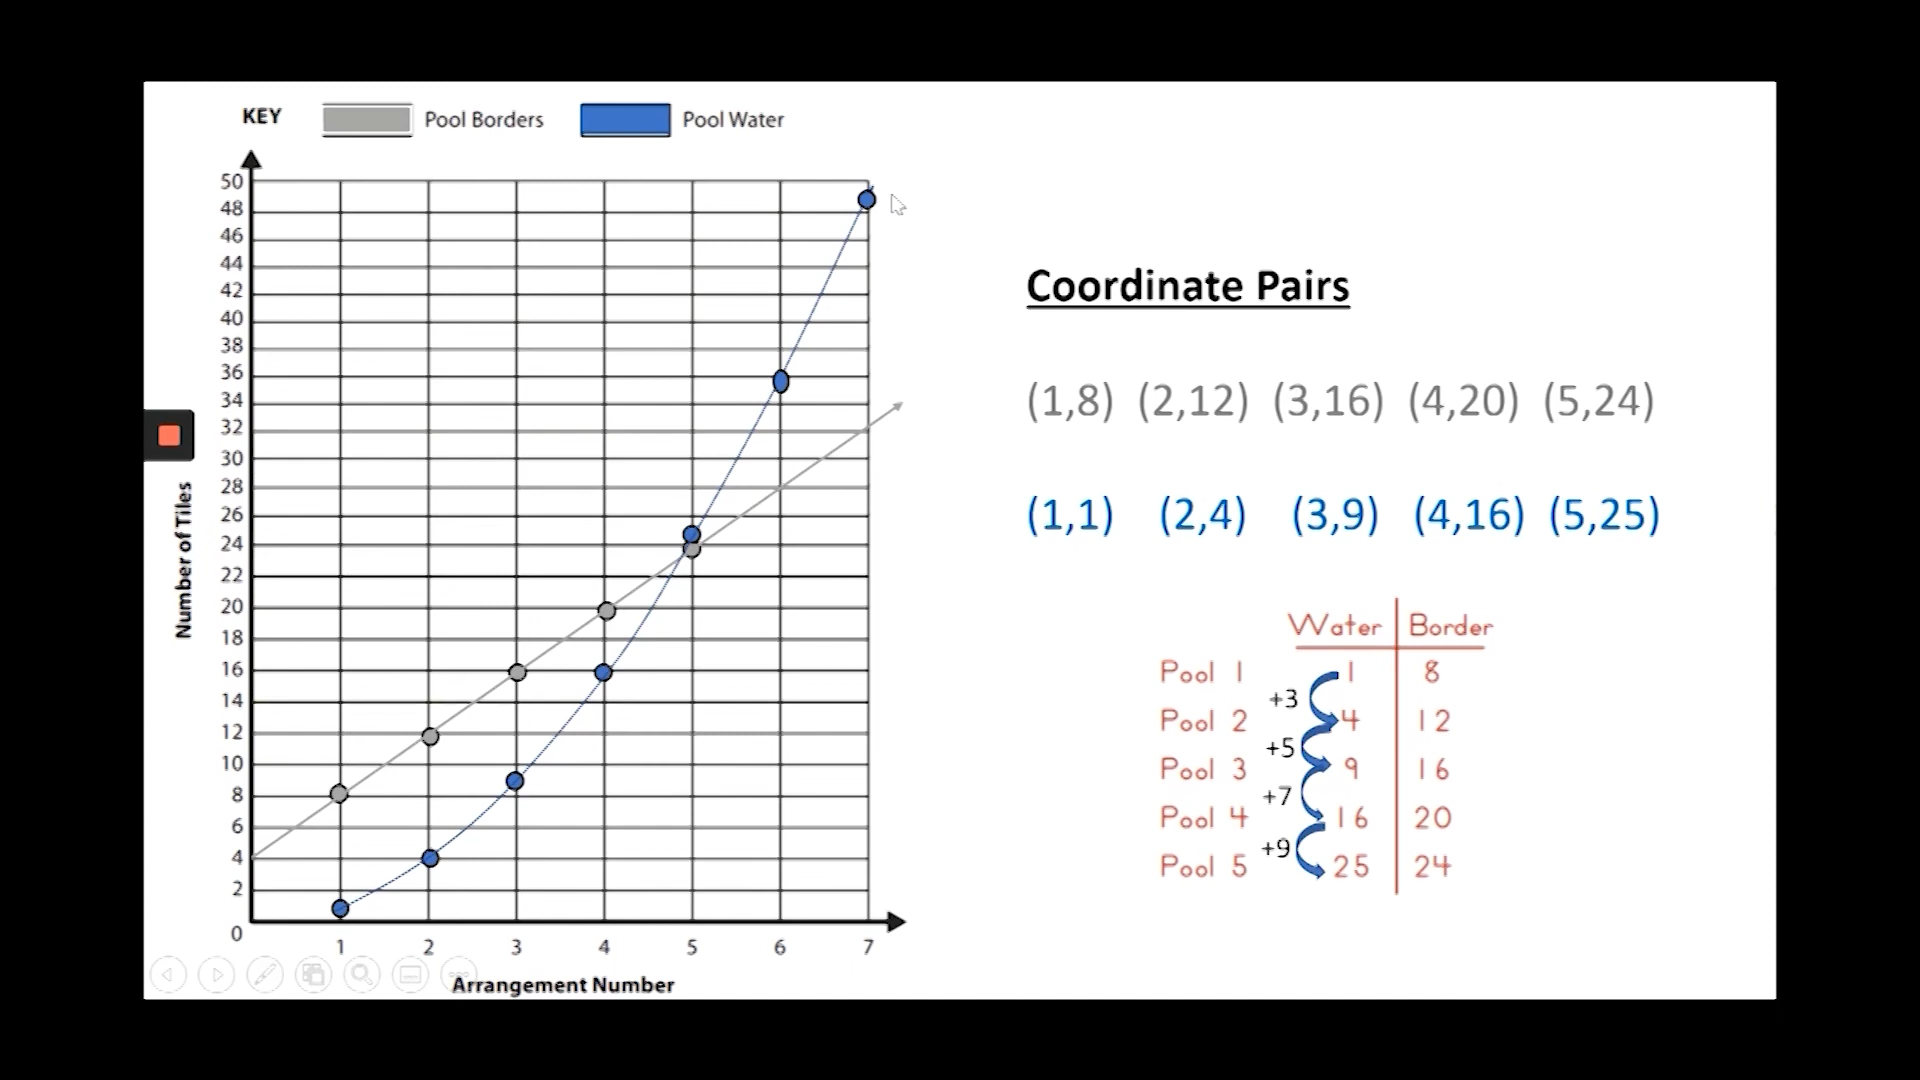 KEY Pool Borders Pool Water
50
48
46
44
42
40
38
36
34
32
30
28
26
24
22
20
18
16
14
12
10
8
6
4
2
0
1 2 3 4 5 6 7
Number of Tiles
Arrangement Number
Coordinate Pairs
(1,8) (2,12) (3,16) (4,20) (5,24)
(1,1) (2,4) (3,9) (4,16) (5,25)
Water Border
Pool 1 1 8
+3
Pool 2 4 12
+5
Pool 3 9 16
+7
Pool 4 16 20
+9
Pool 5 25 24